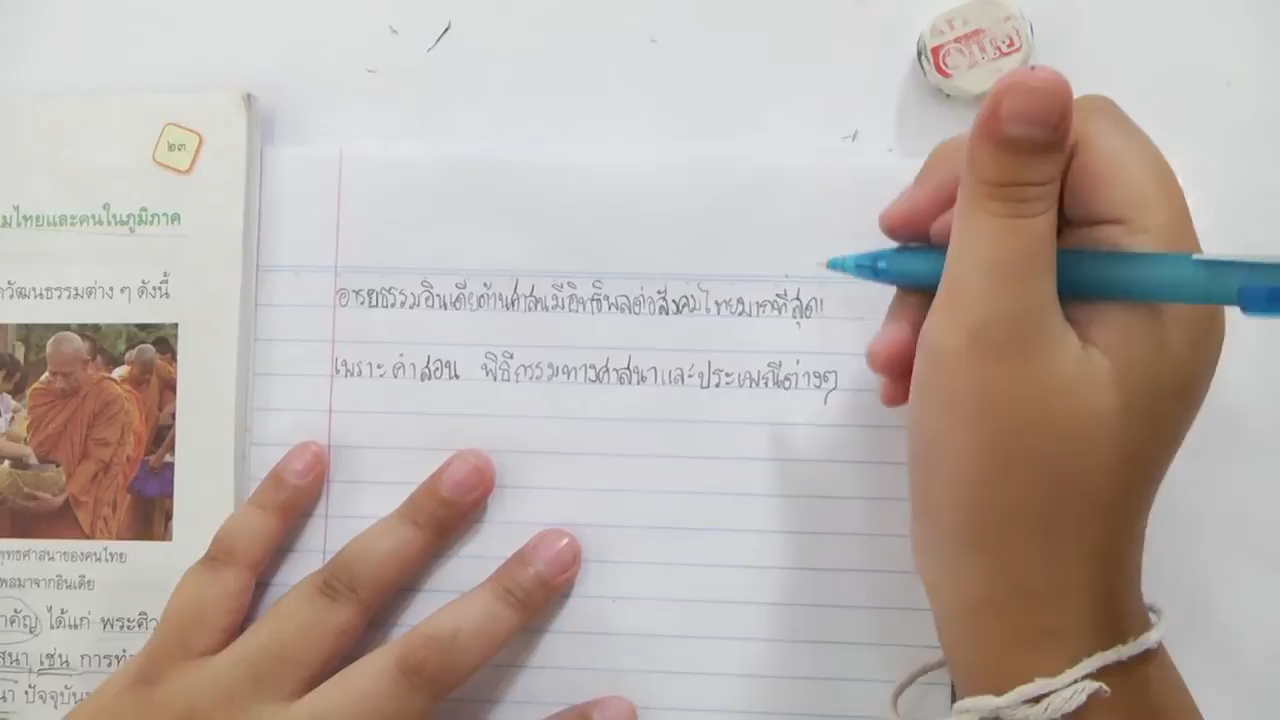 ๒๓
มไทยและคนในภูมิภาค
วัฒนธรรมต่าง ๆ ดังนี้
พุทธศาสนาของคนไทย
พลมาจากอินเดีย
ำคัญ ได้แก่ พระศิว
สนา เช่น การทำ
นา ปัจจุบัน
อารยธรรมอินเดียด้านศาสนมีอิทธิพลต่อสังคมไทยมากที่สุด
เพราะคำสอน พิธีกรรมทางศาสนาและประเพณีต่างๆ